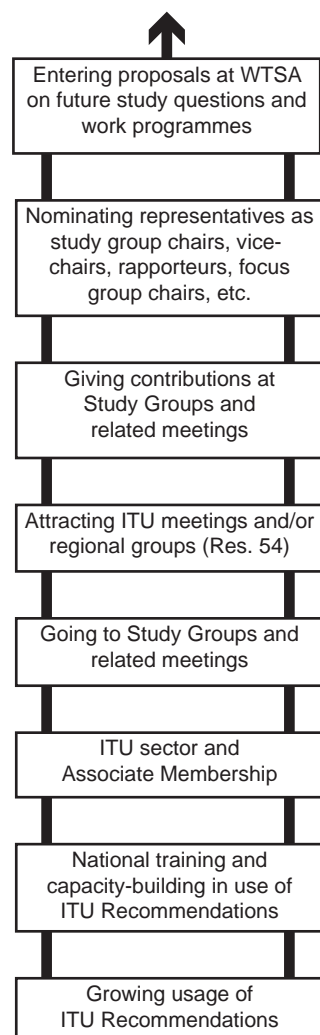 Entering proposals at WTSA
on future study questions and
work programmes
Nominating representatives as
study group chairs, vice-
chairs, rapporteurs, focus
group chairs, etc.
Giving contributions at
Study Groups and
related meetings
Attracting ITU meetings and/or
regional groups (Res. 54)
Going to Study Groups and
related meetings
ITU sector and
Associate Membership
National training and
capacity-building in use of
ITU Recommendations
Growing usage of
ITU Recommendations